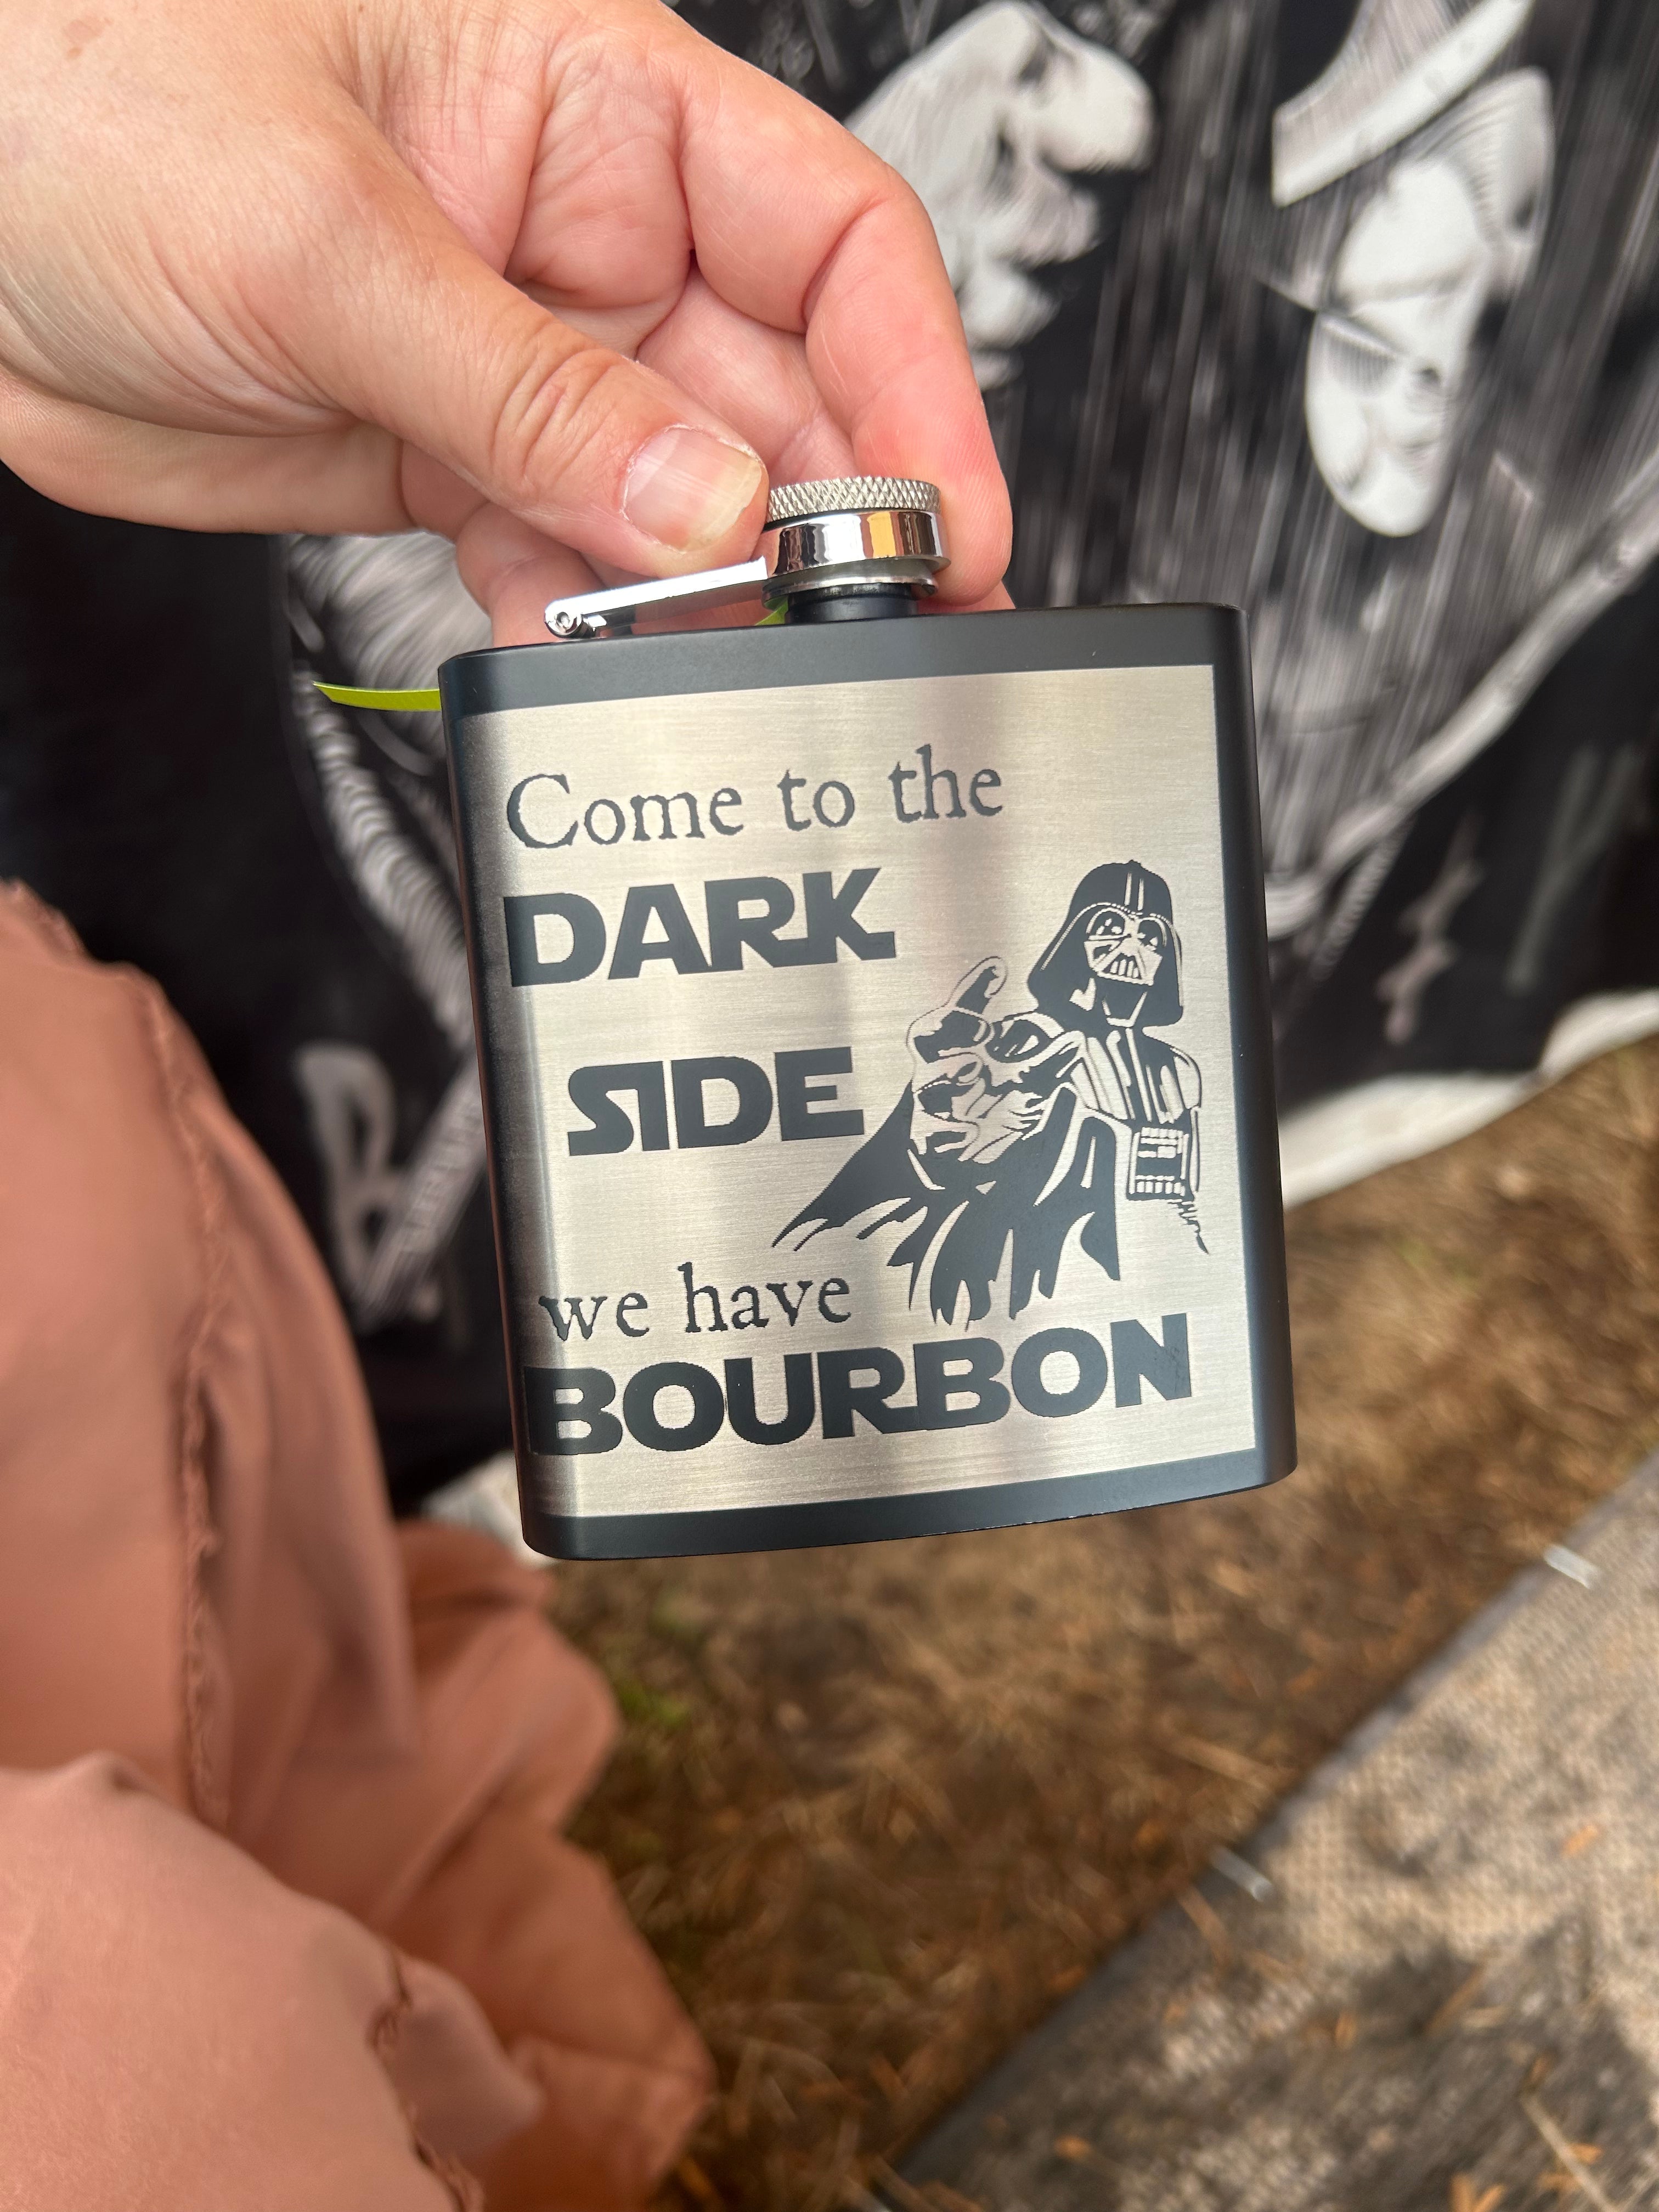 Come to the
DARK
SIDE
we have
BOURBON